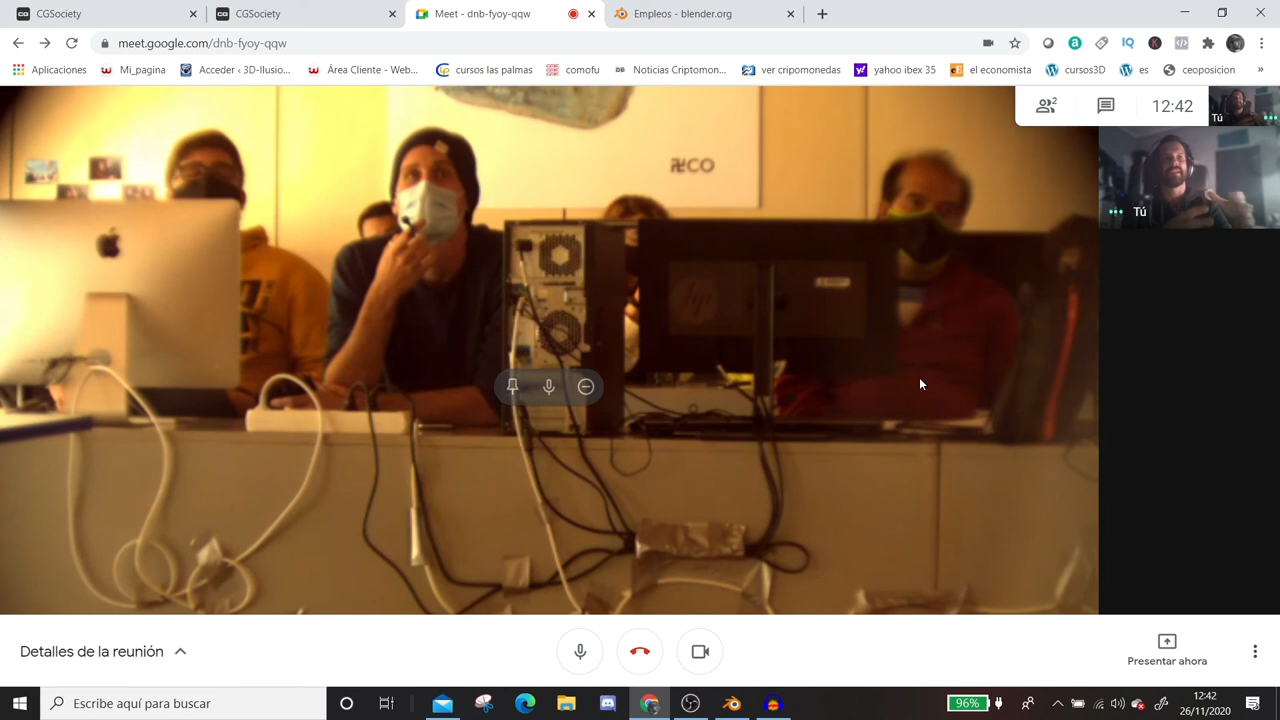 CGSociety
CGSociety
Meet - dnb-fyoy-qqw
Empleos - blender.org
meet.google.com/dnb-fyoy-qqw
Aplicaciones
Mi_pagina
Acceder ‹ 3D-Ilusio...
Área Cliente - Web...
cursos las palmas
comofu
Noticias Criptomon...
ver cripomonedas
yahoo ibex 35
el economista
cursos3D
es
ceoposicion
»
2
12:42
Tú
Tú
CO
hp
Detalles de la reunión
Presentar ahora
Escribe aquí para buscar
96%
12:42
26/11/2020